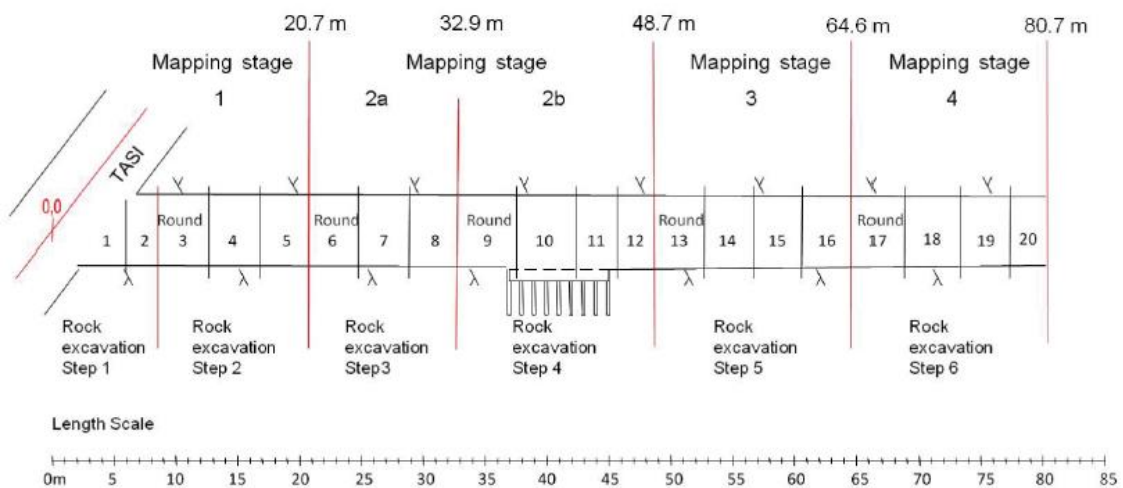 20.7 m 32.9 m 48.7 m 64.6 m 80.7 m
Mapping stage Mapping stage Mapping stage Mapping stage
1 2a 2b 3 4
TASI
0,0
Round Round Round Round Round
1 2 3 4 5 6 7 8 9 10 11 12 13 14 15 16 17 18 19 20
Rock Rock Rock Rock Rock Rock
excavation excavation excavation excavation excavation excavation
Step 1 Step 2 Step3 Step 4 Step 5 Step 6
Length Scale
0m 5 10 15 20 25 30 35 40 45 50 55 60 65 70 75 80 85